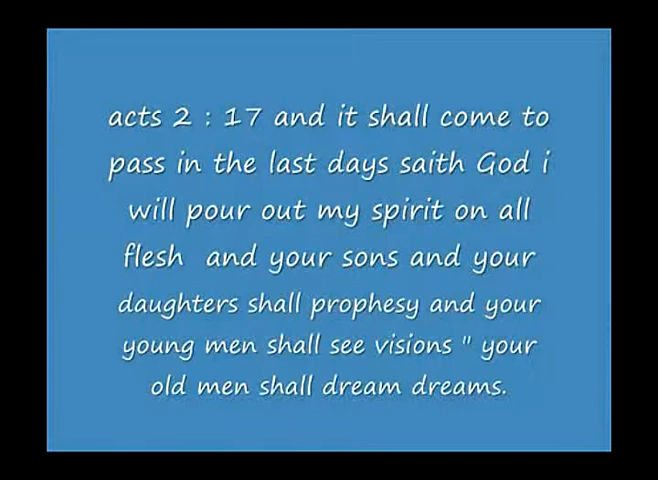 acts 2 : 17 and it shall come to
pass in the last days saith God i
will pour out my spirit on all
flesh  and your sons and your
daughters shall prophesy and your
young men shall see visions " your
old men shall dream dreams.